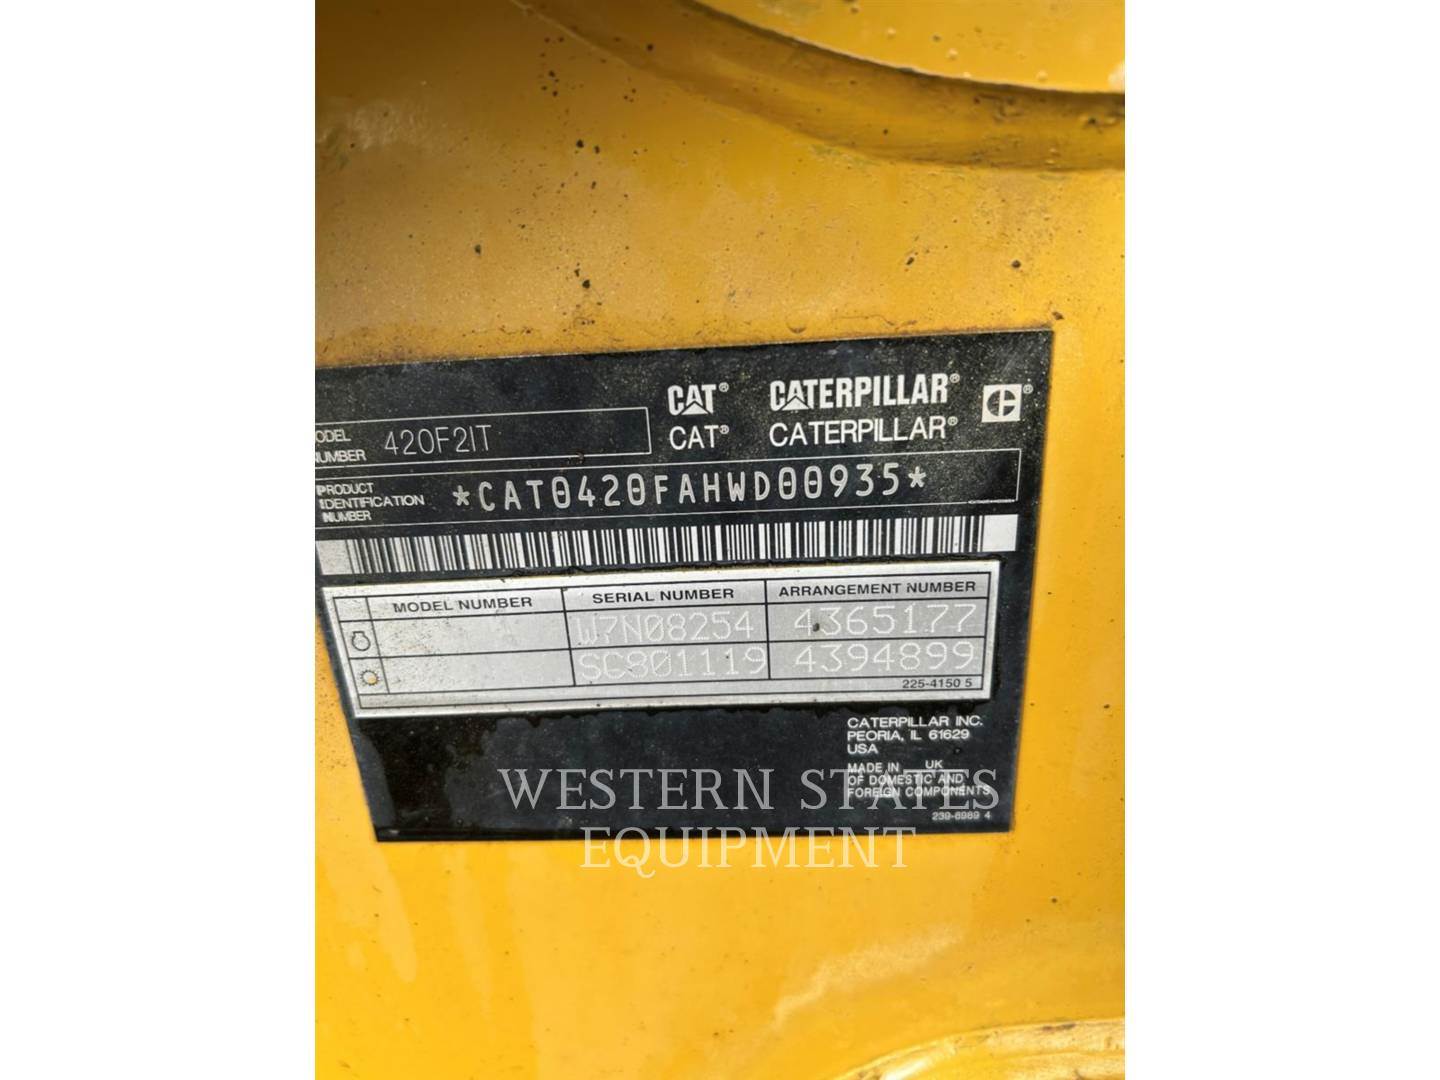 CAT® CATERPILLAR®
CAT® CATERPILLAR®
MODEL NUMBER 420F2IT
PRODUCT IDENTIFICATION NUMBER *CAT0420FAHWD00935*
MODEL NUMBER SERIAL NUMBER ARRANGEMENT NUMBER
W7N08254 4365177
SC801119 4394899
225-4150 5
CATERPILLAR INC.
PEORIA, IL 61629
USA
MADE IN UK
OF DOMESTIC AND
FOREIGN COMPONENTS
239-6989 4
WESTERN STATES
EQUIPMENT